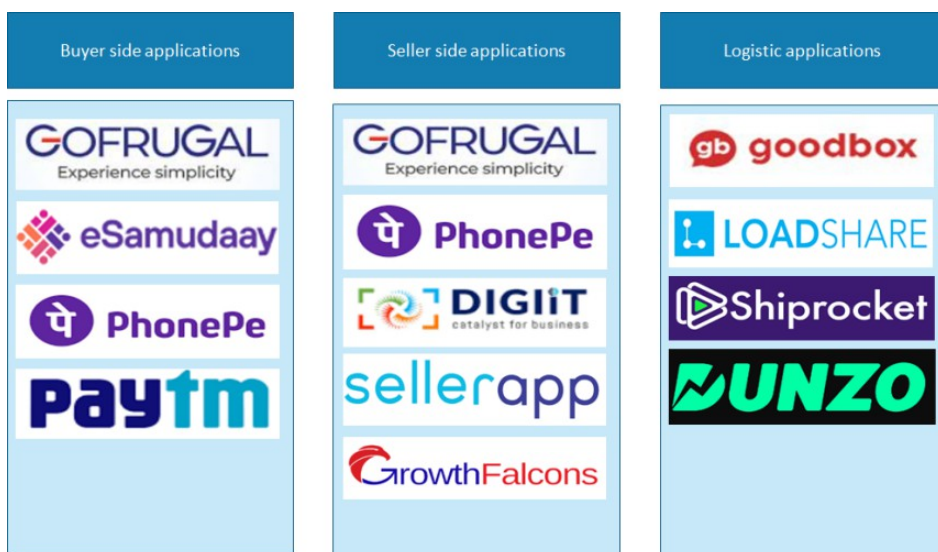 Buyer side applications
GOFRUGAL
Experience simplicity
eSamudaay
पे PhonePe
paytm
Seller side applications
GOFRUGAL
Experience simplicity
पे PhonePe
DIGIIT
catalyst for business
sellerapp
GrowthFalcons
Logistic applications
gb goodbox
LOADSHARE
Shiprocket
DUNZO